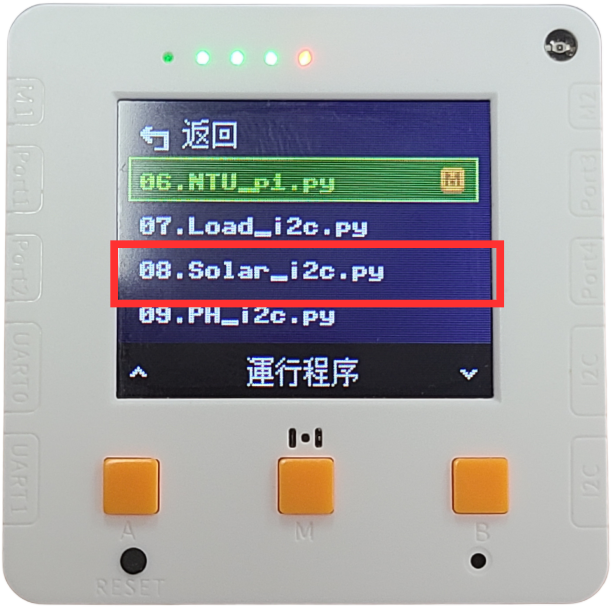 返回
06.NTU_p1.py M
07.Load_i2c.py
08.Solar_i2c.py
09.PH_i2c.py
運行程序
M1
M2
Port1
Port3
Port2
Port4
UART0
I2C
UART1
I2C
A
M
B
RESET